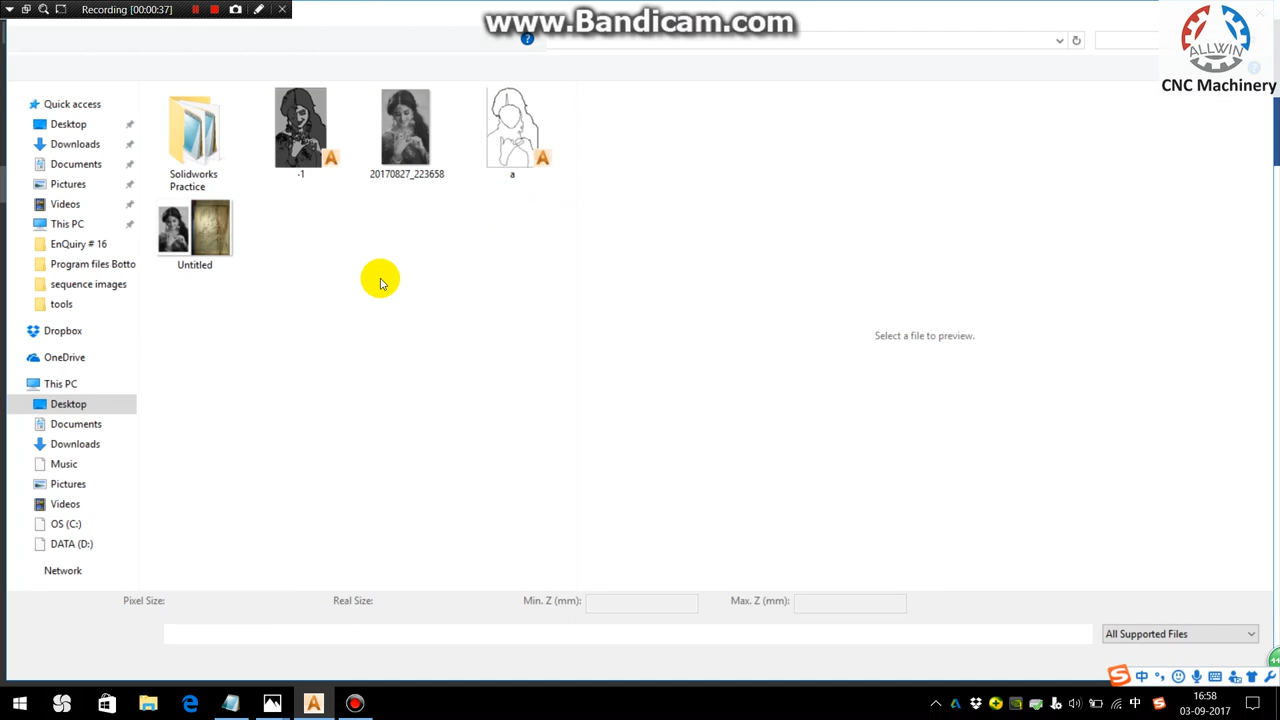 Recording [00:00:37]
www.Bandicam.com
ALLWIN
CNC Machinery
Quick access
Desktop
Downloads
Documents
Pictures
Videos
This PC
EnQuiry # 16
Program files Botto
sequence images
tools
Dropbox
OneDrive
This PC
Desktop
Documents
Downloads
Music
Pictures
Videos
OS (C:)
DATA (D:)
Network
Solidworks
Practice
-1
20170827_223658
a
Untitled
Select a file to preview.
Pixel Size:
Real Size:
Min. Z (mm):
Max. Z (mm):
All Supported Files
中
中
16:58
03-09-2017